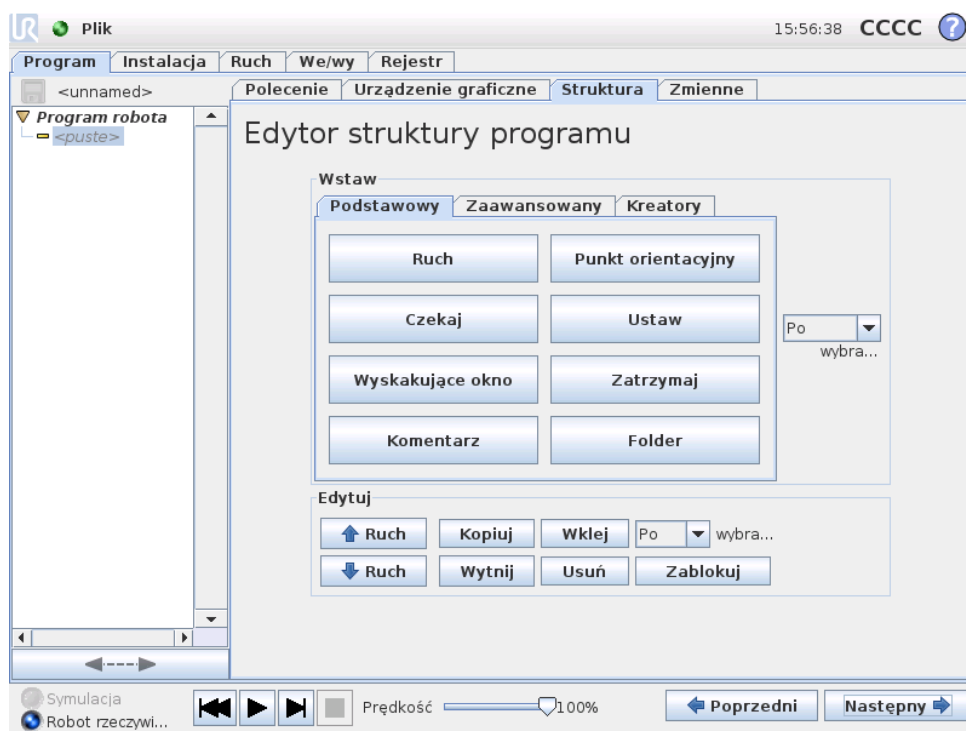 Plik 15:56:38 CCCC ?
Program Instalacja Ruch We/wy Rejestr
<unnamed> Polecenie Urządzenie graficzne Struktura Zmienne
Program robota
<puste>
Edytor struktury programu
Wstaw
Podstawowy Zaawansowany Kreatory
Ruch Punkt orientacyjny
Czekaj Ustaw
Po
wybra...
Wyskakujące okno Zatrzymaj
Komentarz Folder
Edytuj
Ruch Kopiuj Wklej Po wybra...
Ruch Wytnij Usuń Zablokuj
Symulacja
Robot rzeczywi...
Prędkość 100% Poprzedni Następny